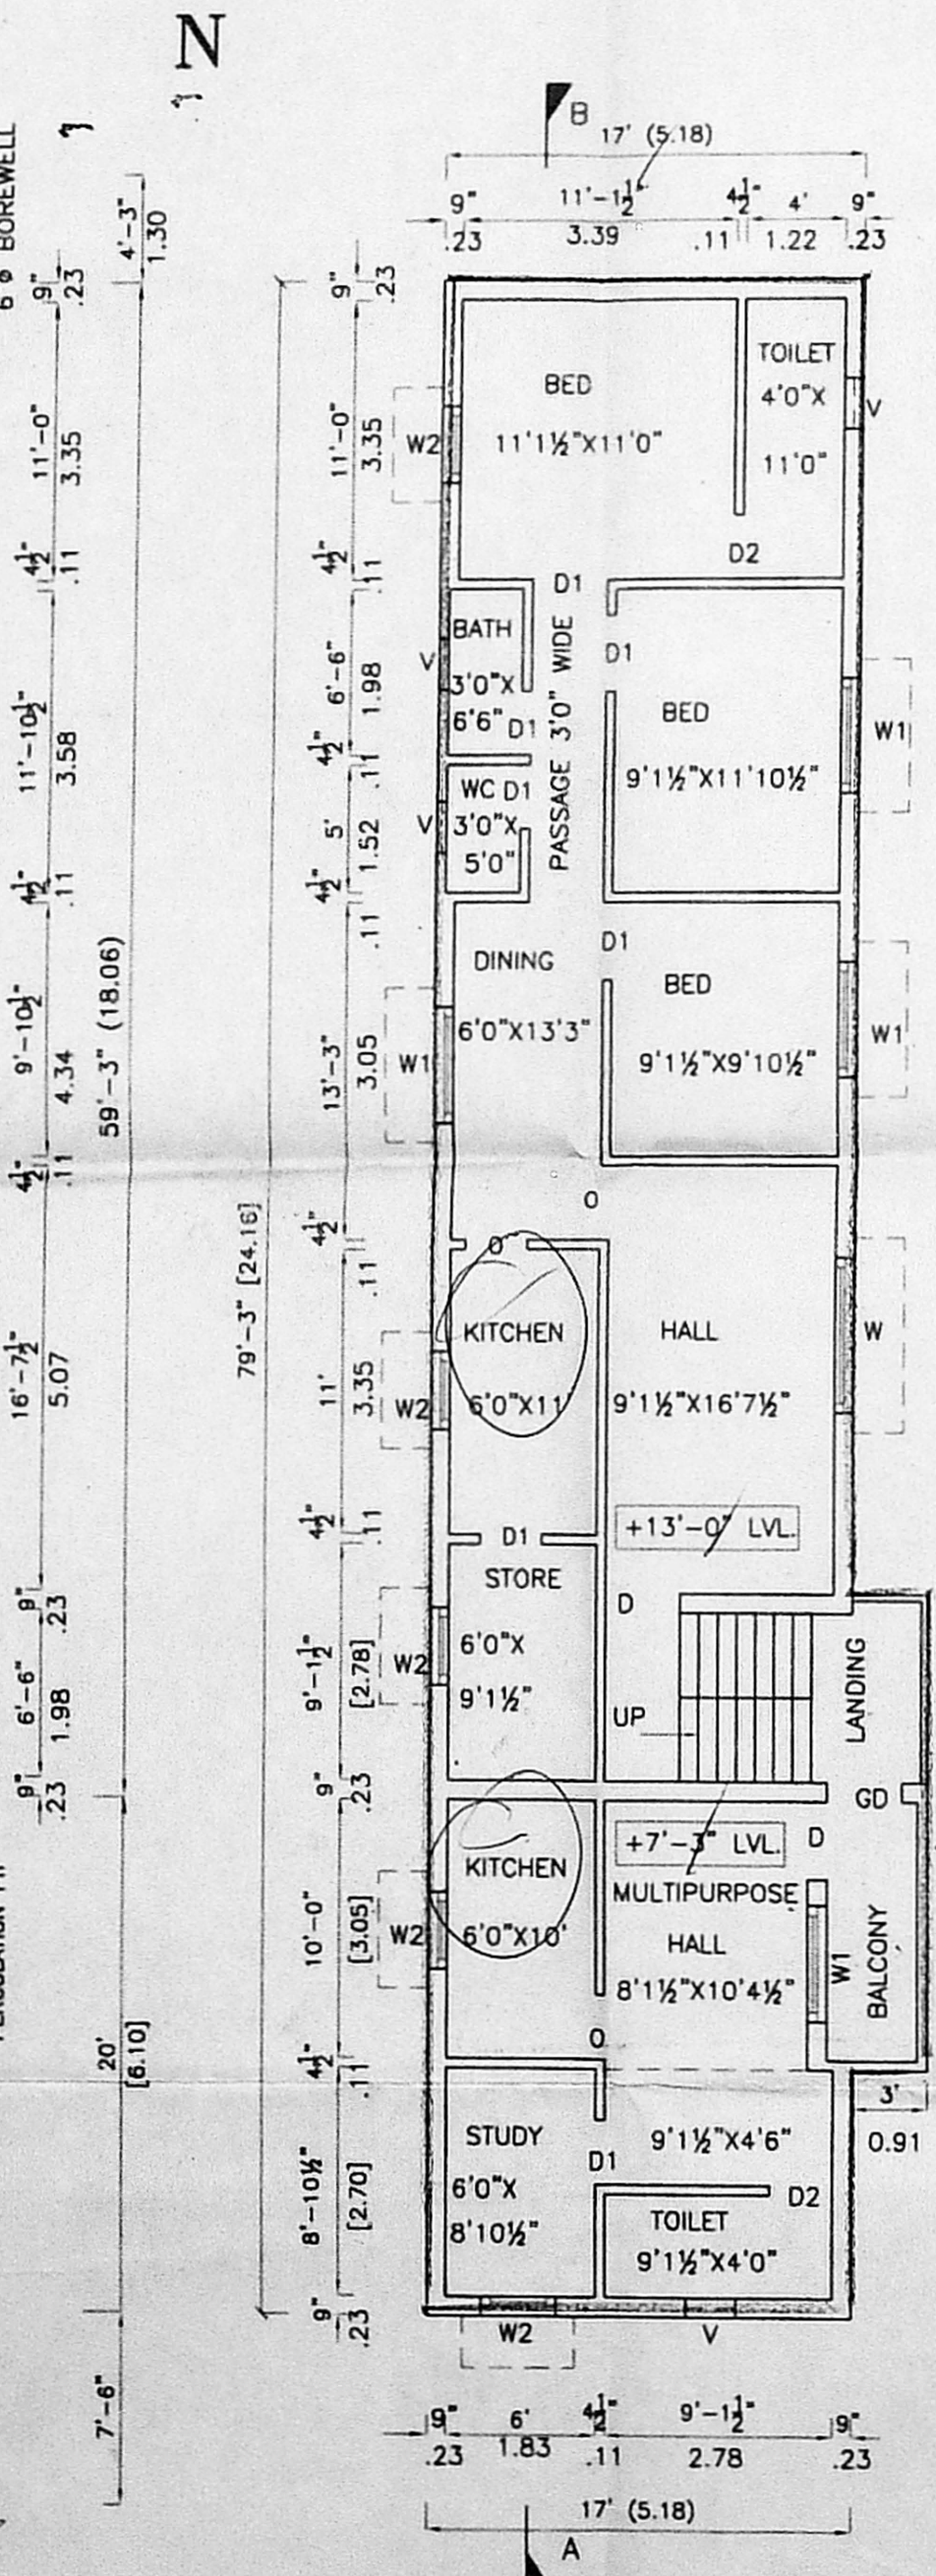 N
6"ø BOREWELL
B
17' (5.18)
9" 11'-1½" 4½" 4' 9"
.23 3.39 .11 1.22 .23
4'-3"
1.30
9"
.23
9"
.23
11'-0"
3.35
11'-0"
3.35
W2
BED
11'1½"X11'0"
TOILET
4'0"X
11'0"
V
4½"
.11
4½"
.11
D1
D2
BATH
3'0"X
6'6" D1
V
6'-6"
1.98
PASSAGE 3'0" WIDE
D1
BED
9'1½"X11'10½"
W1
11'-10½"
3.58
4½"
.11
WC D1
3'0"X
5'0"
V
5'
1.52
4½"
.11
4½"
.11
DINING
6'0"X13'3"
D1
BED
9'1½"X9'10½"
W1
W1
13'-3"
3.05
9'-10½"
4.34
59'-3" (18.06)
4½"
.11
79'-3" [24.16]
4½"
.11
O
O
KITCHEN
6'0"X11'
W2
11'
3.35
HALL
9'1½"X16'7½"
W
16'-7½"
5.07
+13'-0" LVL.
4½"
.11
D1
STORE
6'0"X
9'1½"
W2
9'-1½"
[2.78]
D
UP
LANDING
9"
.23
6'-6"
1.98
9"
.23
9"
.23
GD
+7'-3" LVL.
D
KITCHEN
6'0"X10'
W2
10'-0"
[3.05]
MULTIPURPOSE
HALL
8'1½"X10'4½"
W1
BALCONY
O
20'
[6.10]
4½"
.11
3'
0.91
STUDY
6'0"X
8'10½"
8'-10½"
[2.70]
D1
9'1½"X4'6"
D2
TOILET
9'1½"X4'0"
9"
.23
W2
V
7'-6"
9" 6' 4½" 9'-1½" 9"
.23 1.83 .11 2.78 .23
17' (5.18)
A